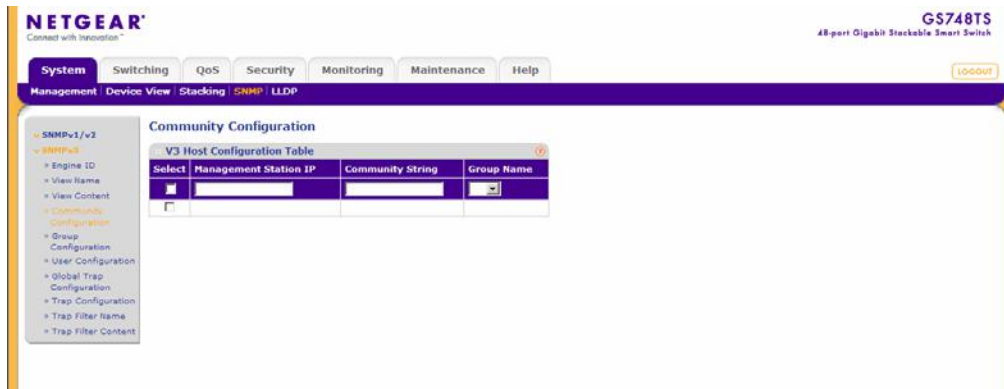 NETGEAR
Connect with Innovation™
GS748TS
48-port Gigabit Stackable Smart Switch
System Switching QoS Security Monitoring Maintenance Help
LOGOUT
Management Device View Stacking SNMP LLDP
SNMPv1/v2
SNMPv3
Engine ID
View Name
View Content
Community
Configuration
Group
Configuration
User Configuration
Global Trap
Configuration
Trap Configuration
Trap Filter Name
Trap Filter Content
Community Configuration
V3 Host Configuration Table
Select Management Station IP Community String Group Name